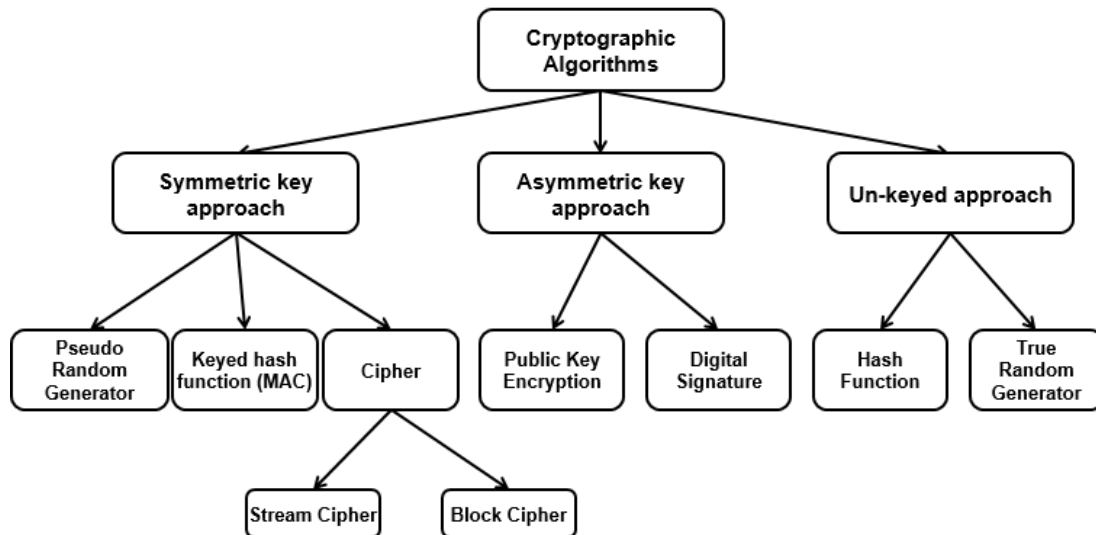 Cryptographic
Algorithms
Symmetric key
approach
Asymmetric key
approach
Un-keyed approach
Pseudo
Random
Generator
Keyed hash
function (MAC)
Cipher
Public Key
Encryption
Digital
Signature
Hash
Function
True
Random
Generator
Stream Cipher
Block Cipher